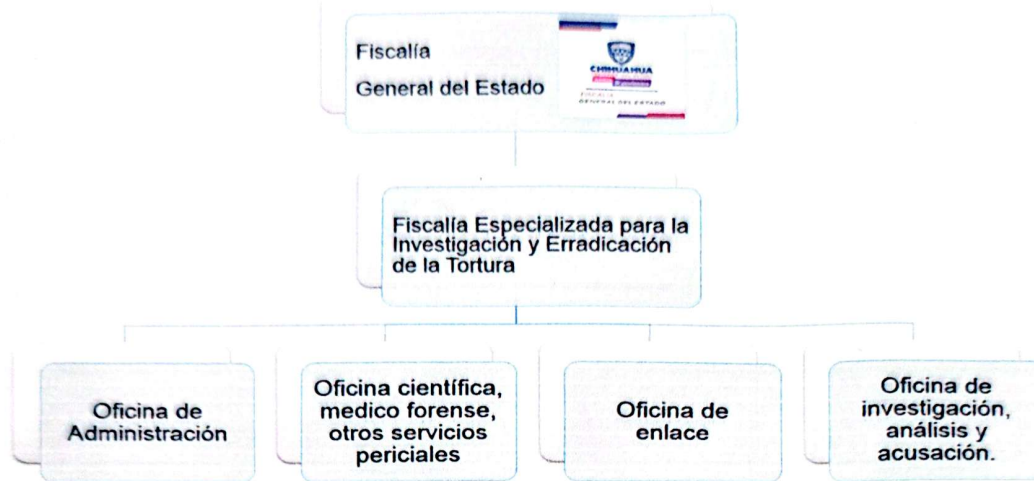 Fiscalía
General del Estado
CHIHUAHUA
FISCALÍA
GENERAL DEL ESTADO
Fiscalía Especializada para la
Investigación y Erradicación
de la Tortura
Oficina de
Administración
Oficina científica,
medico forense,
otros servicios
periciales
Oficina de
enlace
Oficina de
investigación,
análisis y
acusación.